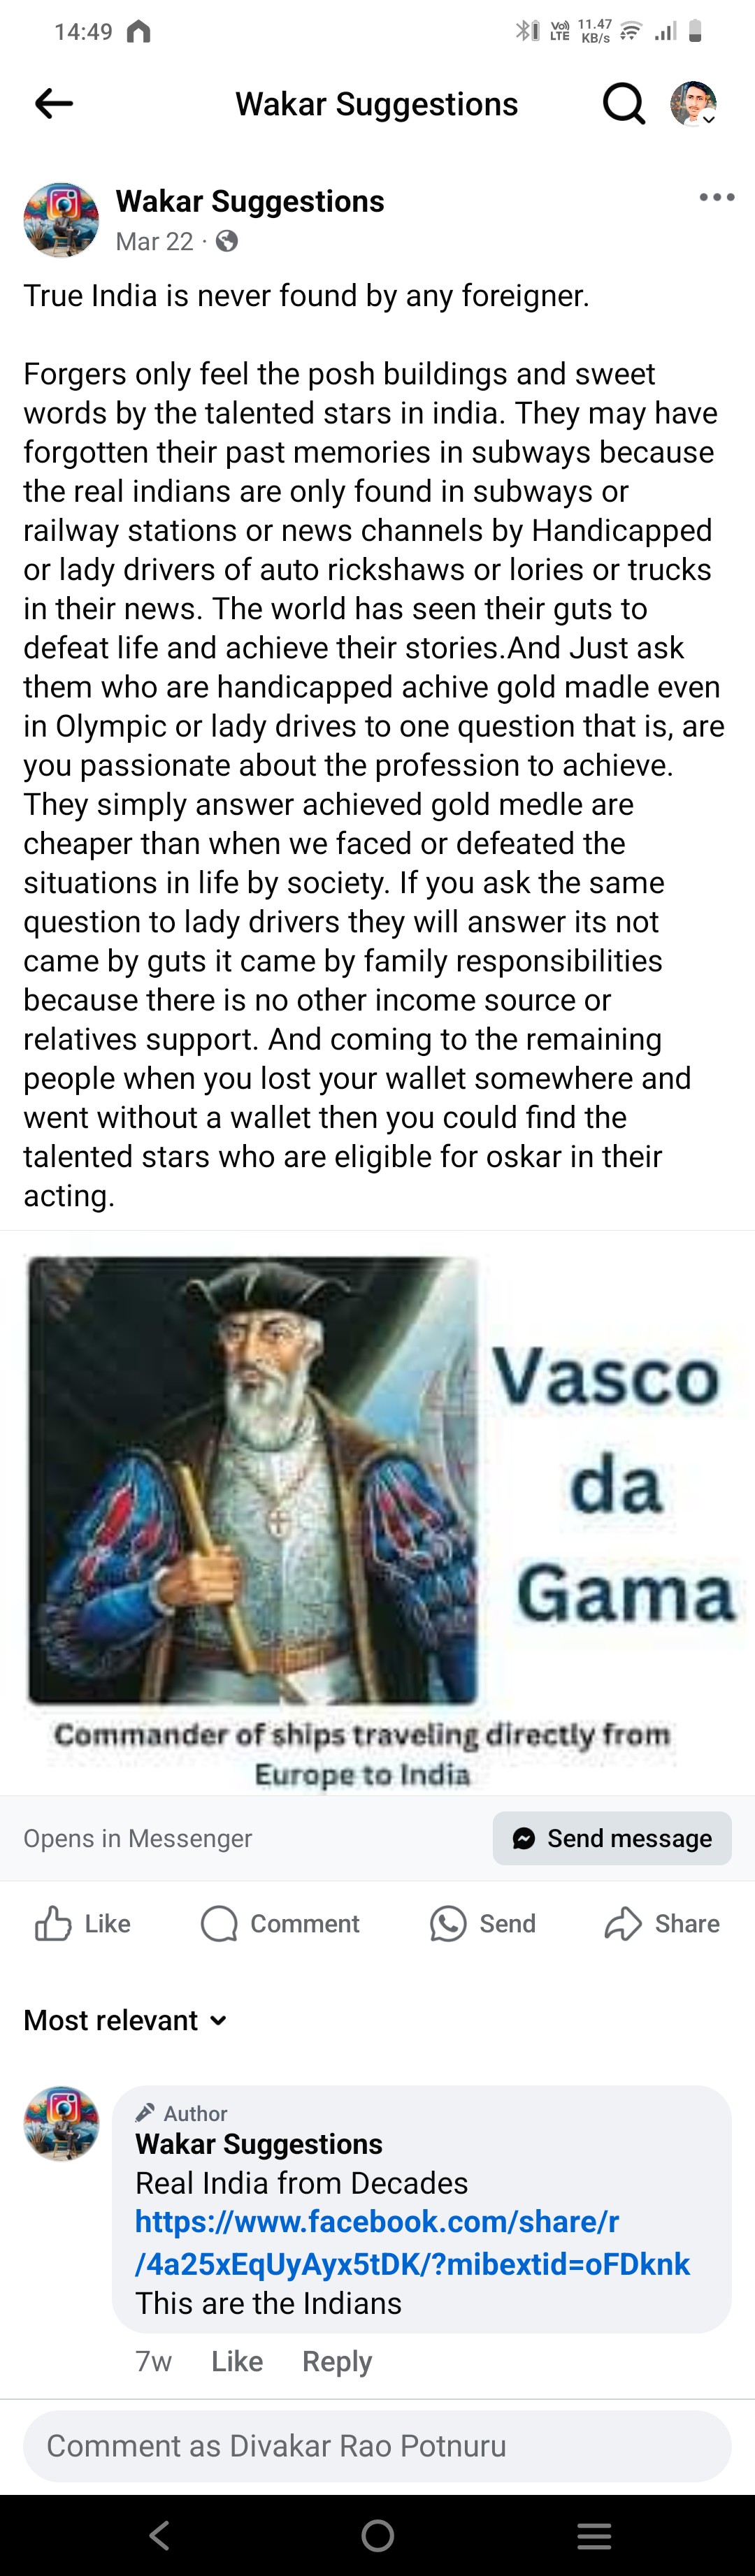 14:49
Vo) LTE 11.47 KB/s
Wakar Suggestions
Wakar Suggestions
Mar 22 ·
True India is never found by any foreigner.
Forgers only feel the posh buildings and sweet
words by the talented stars in india. They may have
forgotten their past memories in subways because
the real indians are only found in subways or
railway stations or news channels by Handicapped
or lady drivers of auto rickshaws or lories or trucks
in their news. The world has seen their guts to
defeat life and achieve their stories.And Just ask
them who are handicapped achive gold madle even
in Olympic or lady drives to one question that is, are
you passionate about the profession to achieve.
They simply answer achieved gold medle are
cheaper than when we faced or defeated the
situations in life by society. If you ask the same
question to lady drivers they will answer its not
came by guts it came by family responsibilities
because there is no other income source or
relatives support. And coming to the remaining
people when you lost your wallet somewhere and
went without a wallet then you could find the
talented stars who are eligible for oskar in their
acting.
Vasco
da
Gama
Commander of ships traveling directly from
Europe to India
Opens in Messenger
Send message
Like Comment Send Share
Most relevant
Author
Wakar Suggestions
Real India from Decades
https://www.facebook.com/share/r
/4a25xEqUyAyx5tDK/?mibextid=oFDknk
This are the Indians
7w Like Reply
Comment as Divakar Rao Potnuru